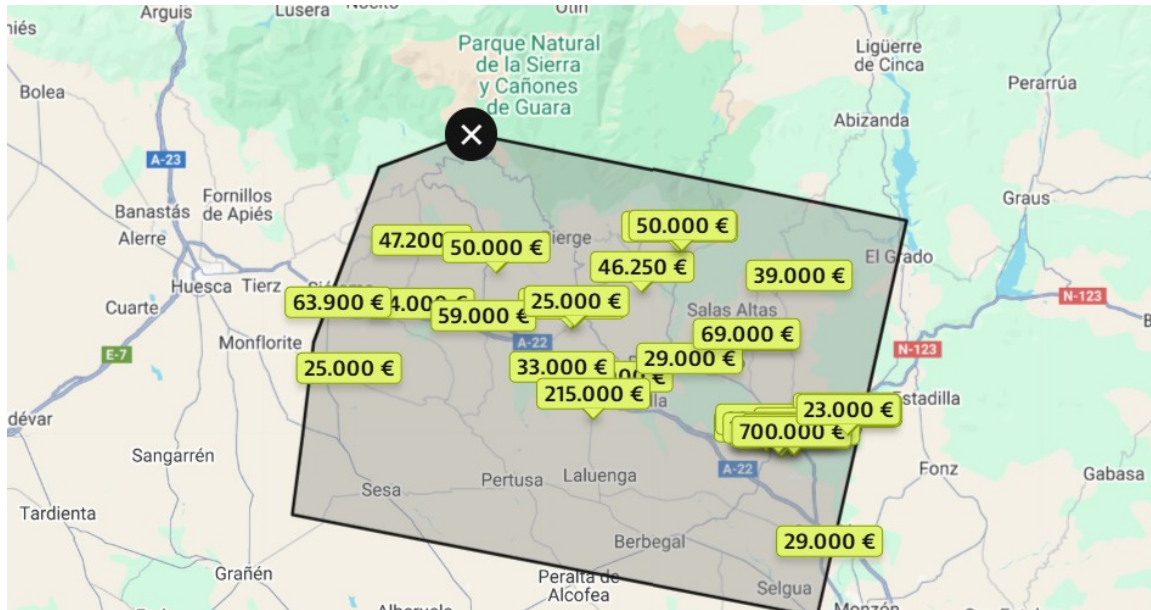 Arguis
Lusera
Parque Natural
de la Sierra
y Cañones
de Guara
Ligüerre
de Cinca
Perarrúa
Bolea
Abizanda
A-23
Fornillos
de Apiés
Banastás
Alerre
Graus
47.200
50.000 €
50.000 €
46.250 €
39.000 €
El Grado
Huesca
Tierz
Cuarte
63.900 €
4.000 €
59.000 €
25.000 €
Salas Altas
N-123
69.000 €
A-22
Monflorite
E-7
N-123
25.000 €
33.000 €
29.000 €
215.000 €
23.000 €
Estadilla
700.000 €
Sangarrén
A-22
Fonz
Gabasa
Sesa
Pertusa
Laluenga
Tardienta
29.000 €
Berbegal
Grañén
Peralta de
Alcofea
Selgua
Monzón